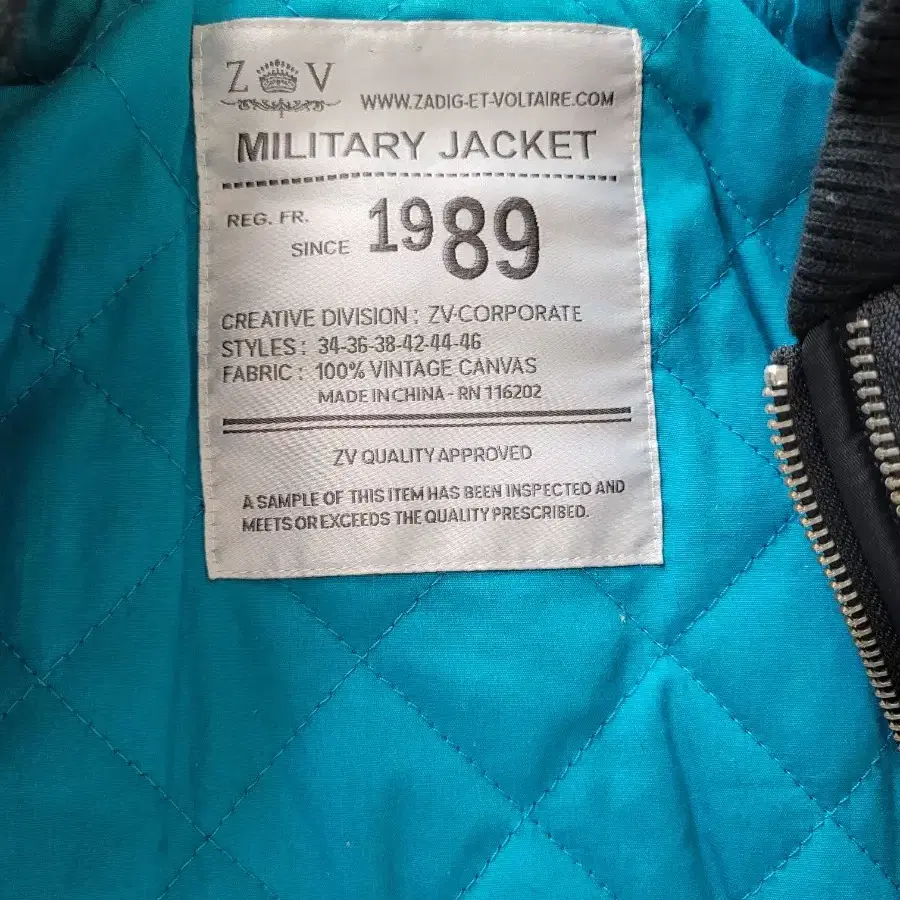 Z V
WWW.ZADIG-ET-VOLTAIRE.COM
MILITARY JACKET
REG. FR.
SINCE 1989
CREATIVE DIVISION : ZV-CORPORATE
STYLES : 34-36-38-42-44-46
FABRIC : 100% VINTAGE CANVAS
MADE IN CHINA - RN 116202
ZV QUALITY APPROVED
A SAMPLE OF THIS ITEM HAS BEEN INSPECTED AND
MEETS OR EXCEEDS THE QUALITY PRESCRIBED.